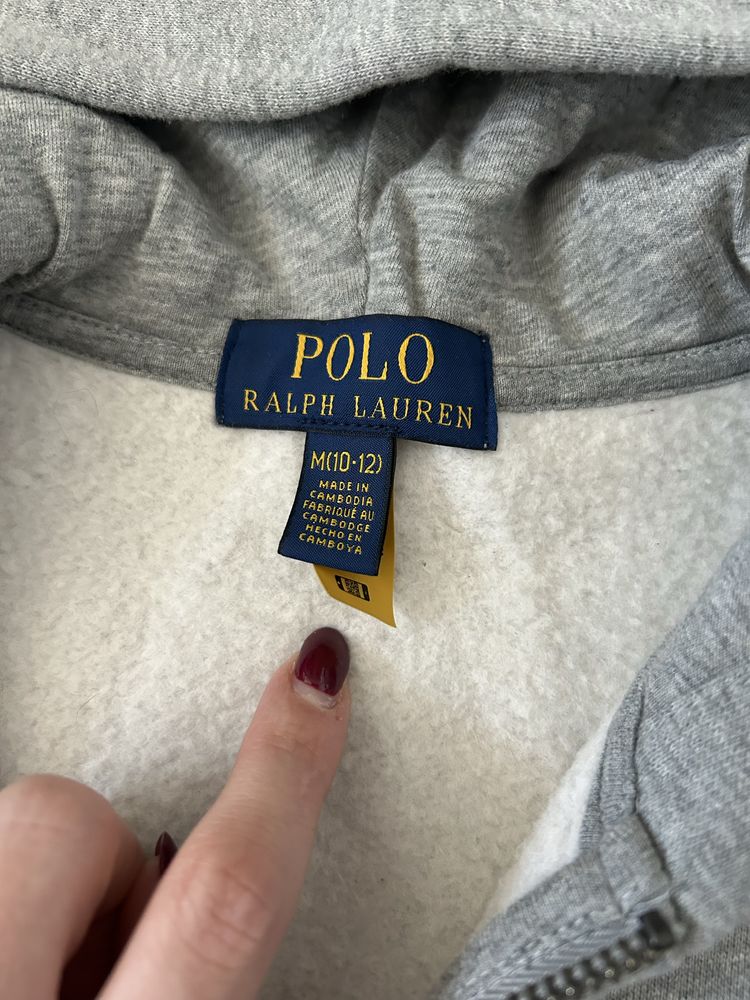 POLO
RALPH LAUREN
M(10-12)
MADE IN
CAMBODIA
FABRIQUÉ AU
CAMBODGE
HECHO EN
CAMBOYA